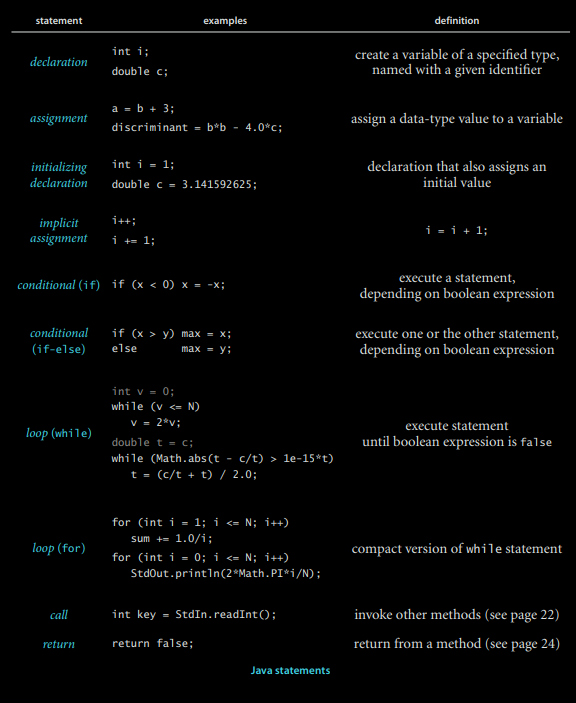 statement examples definition
declaration
int i;
double c;
create a variable of a specified type,
named with a given identifier
assignment
a = b + 3;
discriminant = b*b - 4.0*c;
assign a data-type value to a variable
initializing
declaration
int i = 1;
double c = 3.141592625;
declaration that also assigns an
initial value
implicit
assignment
i++;
i += 1;
i = i + 1;
conditional (if)
if (x < 0) x = -x;
execute a statement,
depending on boolean expression
conditional
(if-else)
if (x > y) max = x;
else       max = y;
execute one or the other statement,
depending on boolean expression
loop (while)
int v = 0;
while (v <= N)
   v = 2*v;
double t = c;
while (Math.abs(t - c/t) > 1e-15*t)
   t = (c/t + t) / 2.0;
execute statement
until boolean expression is false
loop (for)
for (int i = 1; i <= N; i++)
   sum += 1.0/i;
for (int i = 0; i <= N; i++)
   StdOut.println(2*Math.PI*i/N);
compact version of while statement
call
int key = StdIn.readInt();
invoke other methods (see page 22)
return
return false;
return from a method (see page 24)
Java statements